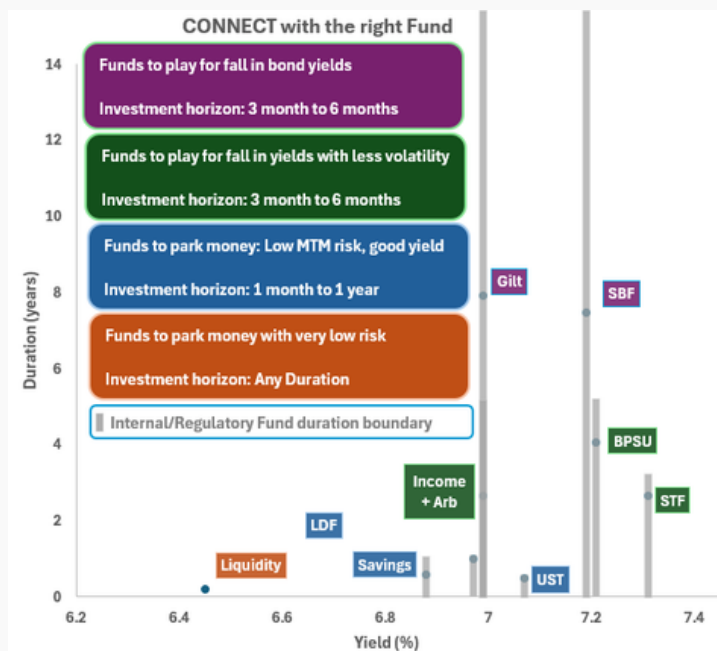 CONNECT with the right Fund
Funds to play for fall in bond yields
Investment horizon: 3 month to 6 months
Funds to play for fall in yields with less volatility
Investment horizon: 3 month to 6 months
Funds to park money: Low MTM risk, good yield
Investment horizon: 1 month to 1 year
Funds to park money with very low risk
Investment horizon: Any Duration
Internal/Regulatory Fund duration boundary
Duration (years)
14
12
10
8
6
4
2
0
Gilt
SBF
BPSU
Income
+ Arb
STF
LDF
Liquidity
Savings
UST
6.2
6.4
6.6
6.8
7
7.2
7.4
Yield (%)